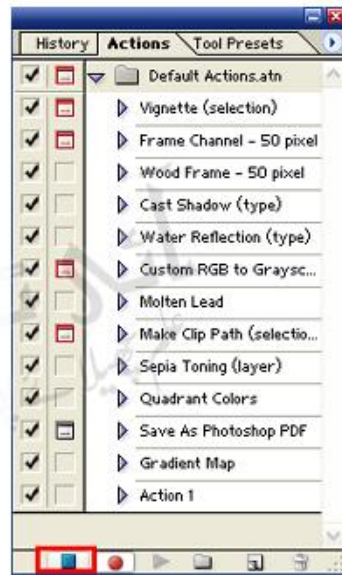 History Actions Tool Presets
Default Actions.atn
Vignette (selection)
Frame Channel - 50 pixel
Wood Frame - 50 pixel
Cast Shadow (type)
Water Reflection (type)
Custom RGB to Graysc...
Molten Lead
Make Clip Path (selectio...
Sepia Toning (layer)
Quadrant Colors
Save As Photoshop PDF
Gradient Map
Action 1